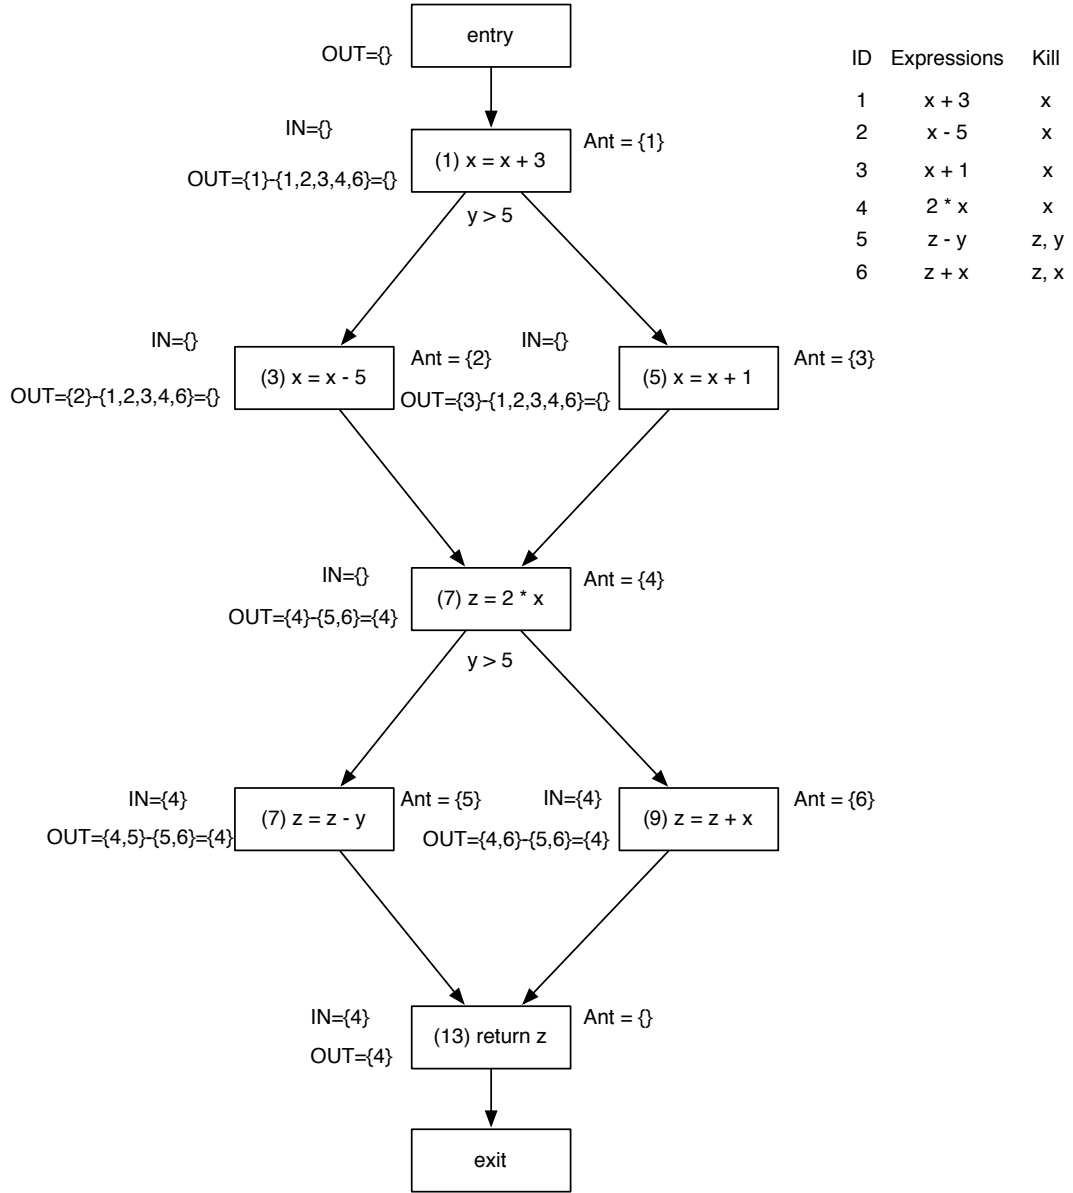 entry
OUT={}
ID Expressions Kill
1 x + 3 x
2 x - 5 x
3 x + 1 x
4 2 * x x
5 z - y z, y
6 z + x z, x
IN={}
Ant = {1}
(1) x = x + 3
OUT={1}-{1,2,3,4,6}={}
y > 5
IN={}
Ant = {2}
(3) x = x - 5
OUT={2}-{1,2,3,4,6}={}
IN={}
Ant = {3}
(5) x = x + 1
OUT={3}-{1,2,3,4,6}={}
IN={}
Ant = {4}
(7) z = 2 * x
OUT={4}-{5,6}={4}
y > 5
IN={4}
Ant = {5}
(7) z = z - y
OUT={4,5}-{5,6}={4}
IN={4}
Ant = {6}
(9) z = z + x
OUT={4,6}-{5,6}={4}
IN={4}
Ant = {}
(13) return z
OUT={4}
exit